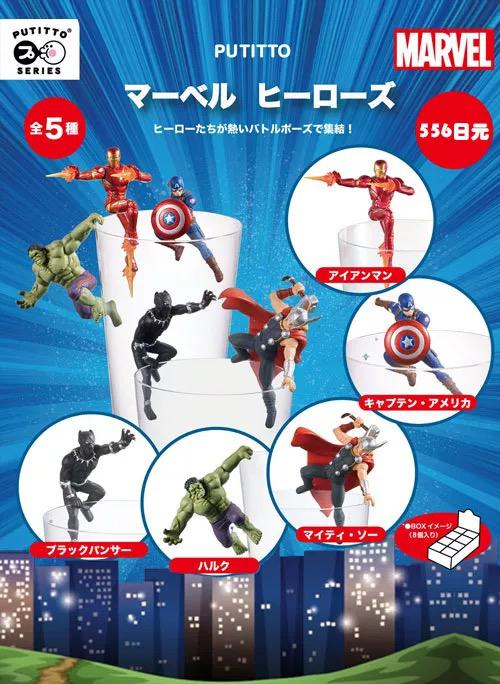 PUTITTO®
プ
SERIES
PUTITTO
MARVEL
マーベル ヒーローズ
全5種
ヒーローたちが熱いバトルポーズで集結!
556日元
アイアンマン
キャプテン・アメリカ
マイティ・ソー
ブラックパンサー
ハルク
●BOXイメージ
(8個入り)